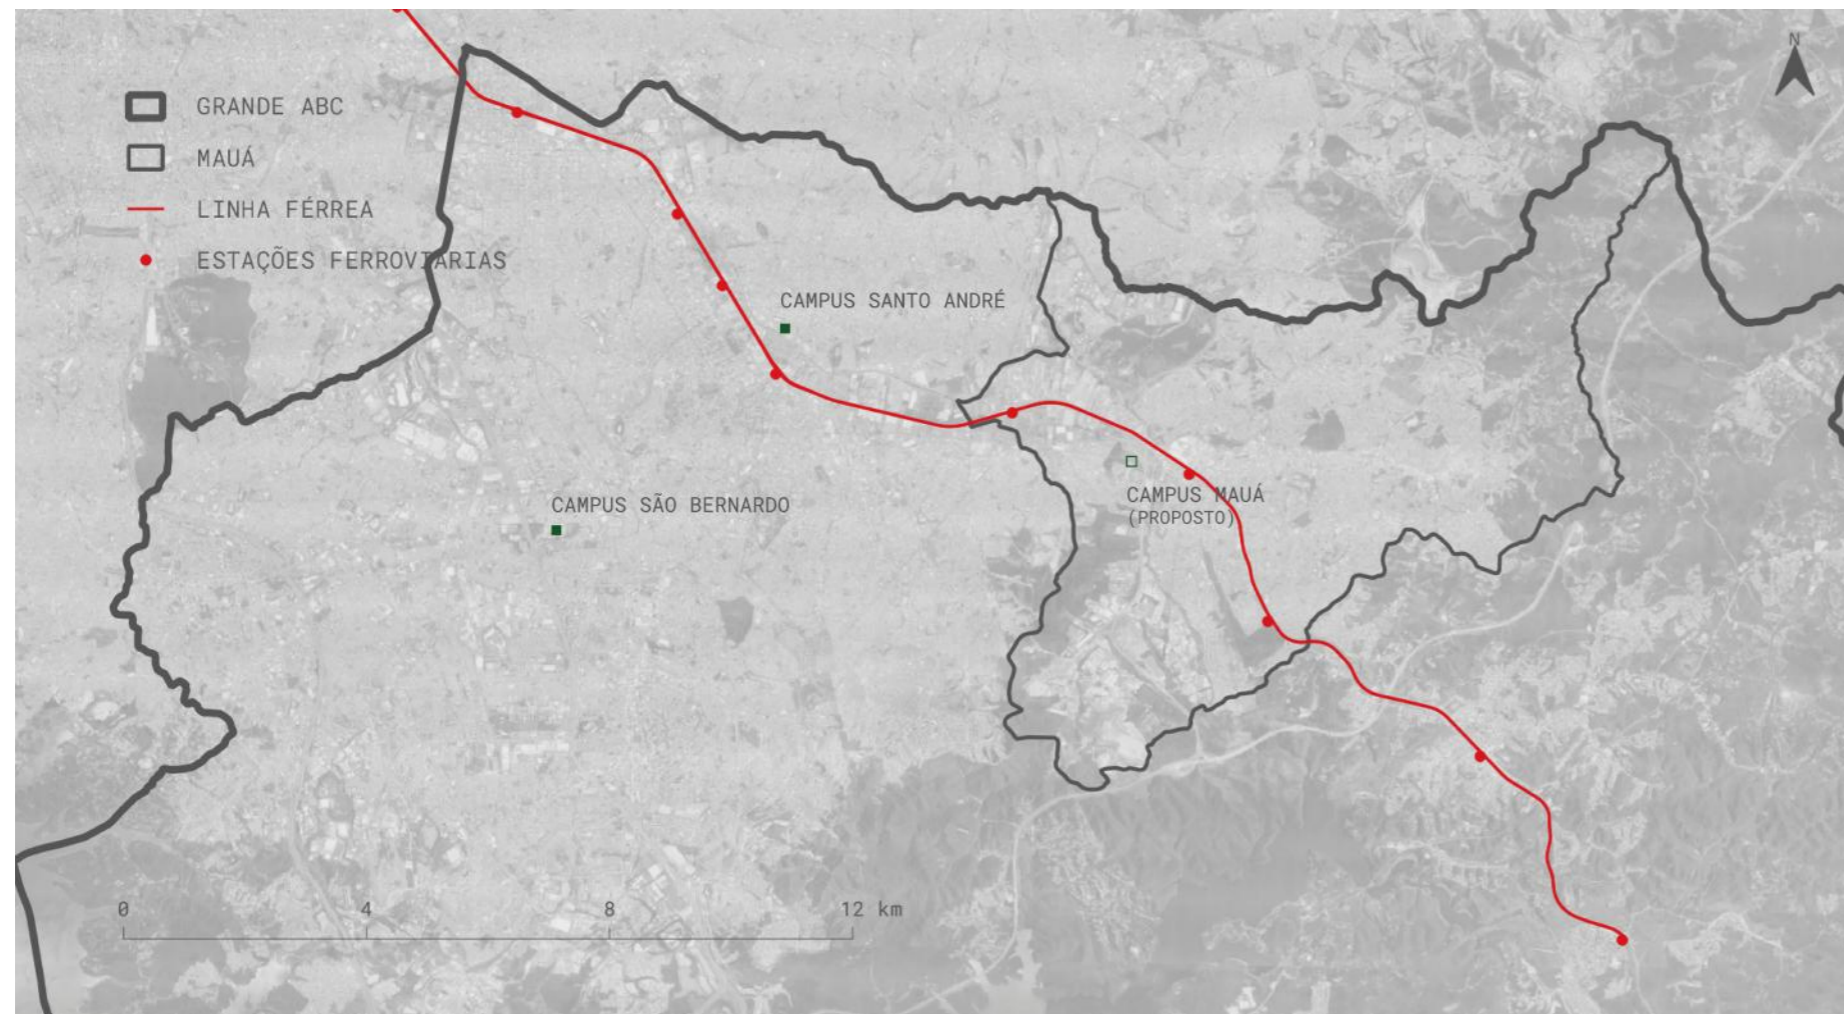 N
GRANDE ABC
MAUÁ
LINHA FÉRREA
ESTAÇÕES FERROVIÁRIAS
CAMPUS SANTO ANDRÉ
CAMPUS SÃO BERNARDO
CAMPUS MAUÁ
(PROPOSTO)
0 4 8 12 km